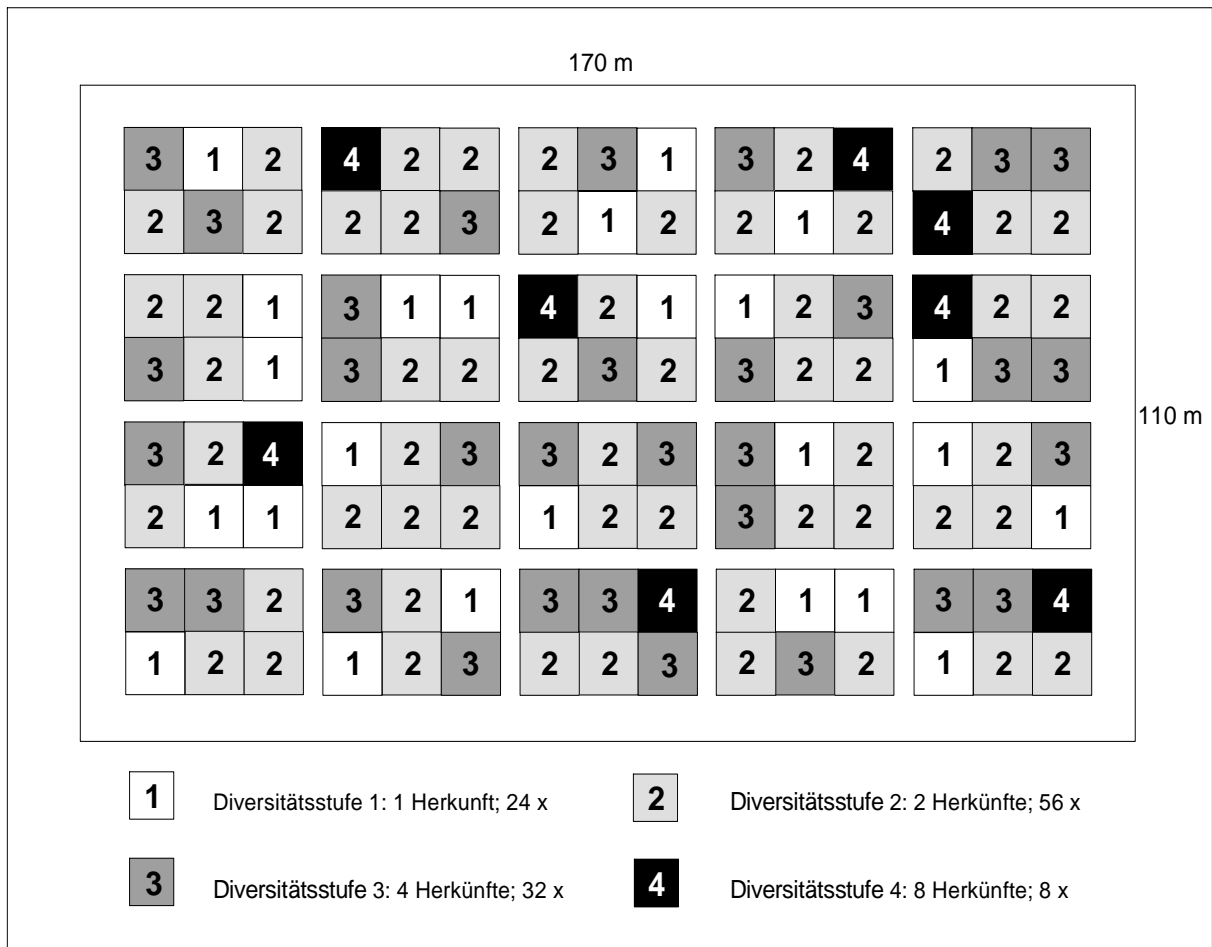 170 m
3 1 2 4 2 2 2 3 1 3 2 4 2 3 3
2 3 2 2 2 3 2 1 2 2 1 2 4 2 2
2 2 1 3 1 1 4 2 1 1 2 3 4 2 2
3 2 1 3 2 2 2 3 2 3 2 2 1 3 3
110 m
3 2 4 1 2 3 3 2 3 3 1 2 1 2 3
2 1 1 2 2 2 1 2 2 3 2 2 2 2 1
3 3 2 3 2 1 3 3 4 2 1 1 3 3 4
1 2 2 1 2 3 2 2 3 2 3 2 1 2 2
1 Diversitätsstufe 1: 1 Herkunft; 24 x
2 Diversitätsstufe 2: 2 Herkünfte; 56 x
3 Diversitätsstufe 3: 4 Herkünfte; 32 x
4 Diversitätsstufe 4: 8 Herkünfte; 8 x